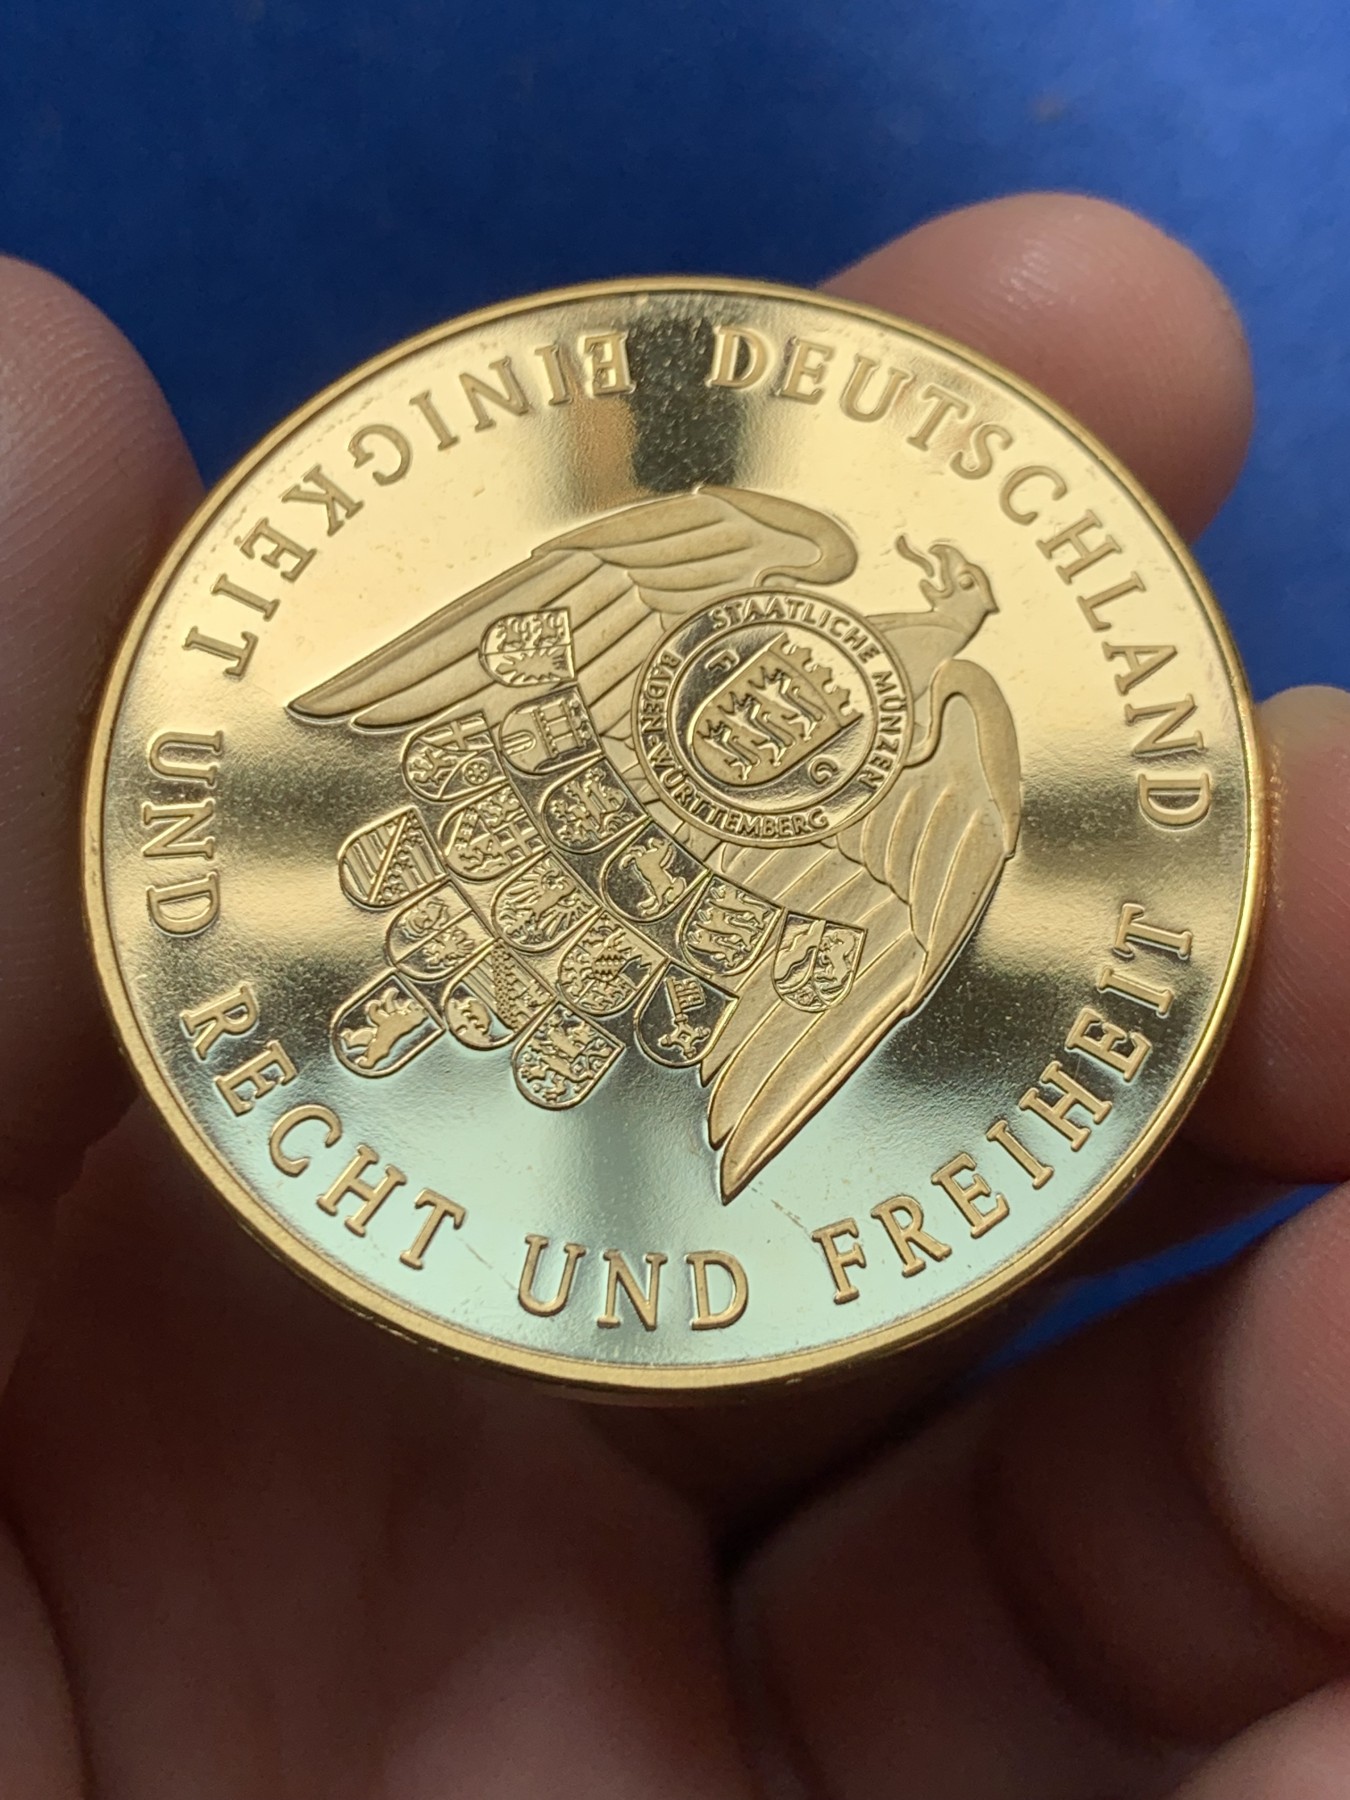 EINIGKEIT UND RECHT UND FREIHEIT
DEUTSCHLAND
STAATLICHE MÜNZEN
BADEN-WÜRTTEMBERG
F
G